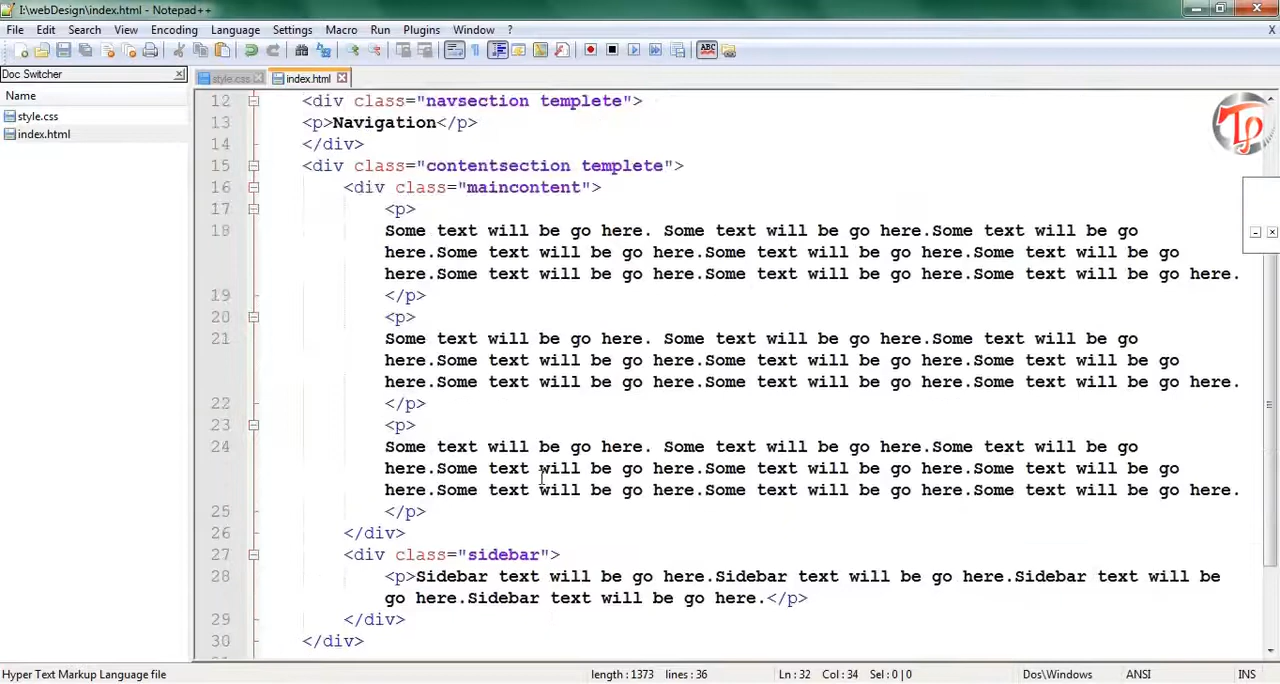 I:\webDesign\index.html - Notepad++
File Edit Search View Encoding Language Settings Macro Run Plugins Window ? X
ABC
Doc Switcher
style.css index.html
Name
style.css
index.html
Tp
12 <div class="navsection templete">
13 <p>Navigation</p>
14 </div>
15 <div class="contentsection templete">
16 <div class="maincontent">
17 <p>
18 Some text will be go here. Some text will be go here.Some text will be go
here.Some text will be go here.Some text will be go here.Some text will be go
here.Some text will be go here.Some text will be go here.Some text will be go here.
19 </p>
20 <p>
21 Some text will be go here. Some text will be go here.Some text will be go
here.Some text will be go here.Some text will be go here.Some text will be go
here.Some text will be go here.Some text will be go here.Some text will be go here.
22 </p>
23 <p>
24 Some text will be go here. Some text will be go here.Some text will be go
here.Some text will be go here.Some text will be go here.Some text will be go
here.Some text will be go here.Some text will be go here.Some text will be go here.
25 </p>
26 </div>
27 <div class="sidebar">
28 <p>Sidebar text will be go here.Sidebar text will be go here.Sidebar text will be
go here.Sidebar text will be go here.</p>
29 </div>
30 </div>
Hyper Text Markup Language file length : 1373 lines : 36 Ln : 32 Col : 34 Sel : 0 | 0 Dos\Windows ANSI INS